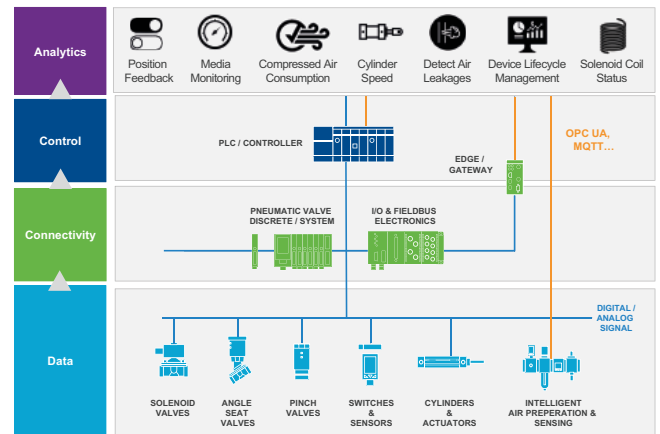 Analytics
Position
Feedback
Media
Monitoring
Compressed Air
Consumption
Cylinder
Speed
Detect Air
Leakages
Device Lifecycle
Management
Solenoid Coil
Status
Control
PLC / CONTROLLER
EDGE /
GATEWAY
OPC UA,
MQTT...
Connectivity
PNEUMATIC VALVE
DISCRETE / SYSTEM
I/O & FIELDBUS
ELECTRONICS
Data
DIGITAL /
ANALOG
SIGNAL
SOLENOID
VALVES
ANGLE
SEAT
VALVES
PINCH
VALVES
SWITCHES
&
SENSORS
CYLINDERS
&
ACTUATORS
INTELLIGENT
AIR PREPERATION &
SENSING